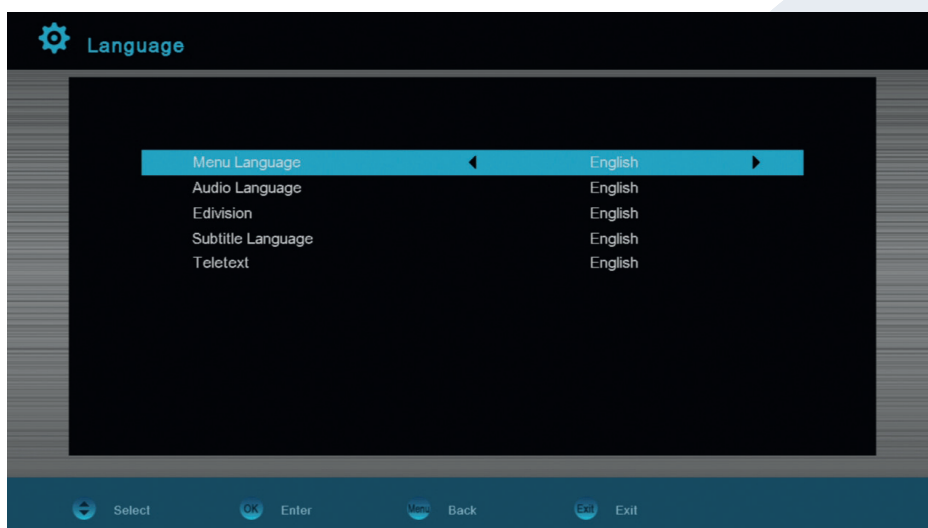 Language
Menu Language English
Audio Language English
Edivision English
Subtitle Language English
Teletext English
Select OK Enter Menu Back Exit Exit